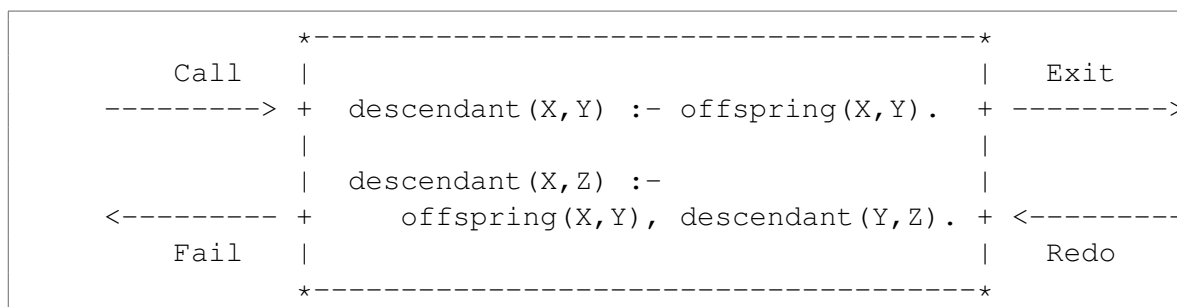 *--------------------------------------*
Call | | Exit
---------> + descendant(X,Y) :- offspring(X,Y). + --------->
| |
| descendant(X,Z) :- |
<--------- + offspring(X,Y), descendant(Y,Z). + <---------
Fail | | Redo
*--------------------------------------*